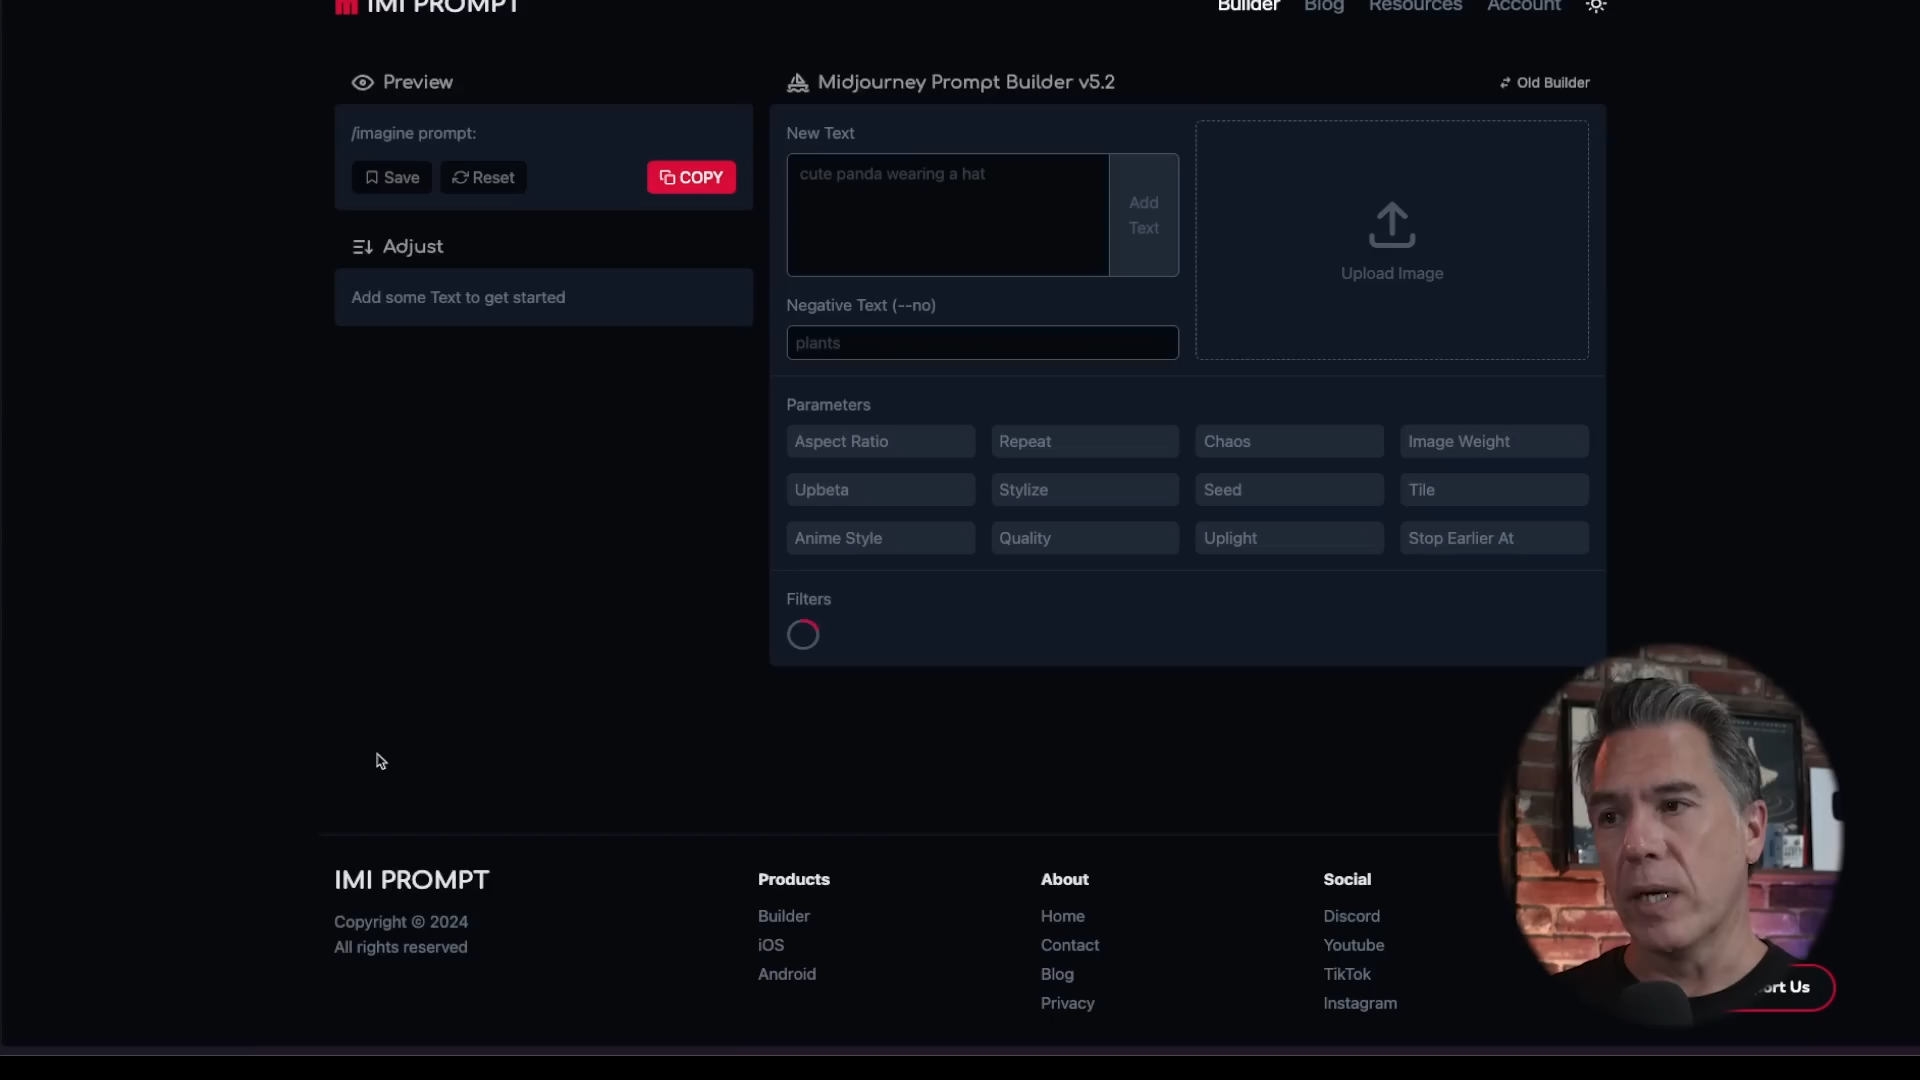 IMI PROMPT
Builder Blog Resources Account
Preview
/imagine prompt:
Save Reset COPY
Adjust
Add some Text to get started
Midjourney Prompt Builder v5.2
Old Builder
New Text
cute panda wearing a hat
Add
Text
Negative Text (--no)
plants
Upload Image
Parameters
Aspect Ratio Repeat Chaos Image Weight
Upbeta Stylize Seed Tile
Anime Style Quality Uplight Stop Earlier At
Filters
IMI PROMPT
Copyright © 2024
All rights reserved
Products
Builder
iOS
Android
About
Home
Contact
Blog
Privacy
Social
Discord
Youtube
TikTok
Instagram
ort Us